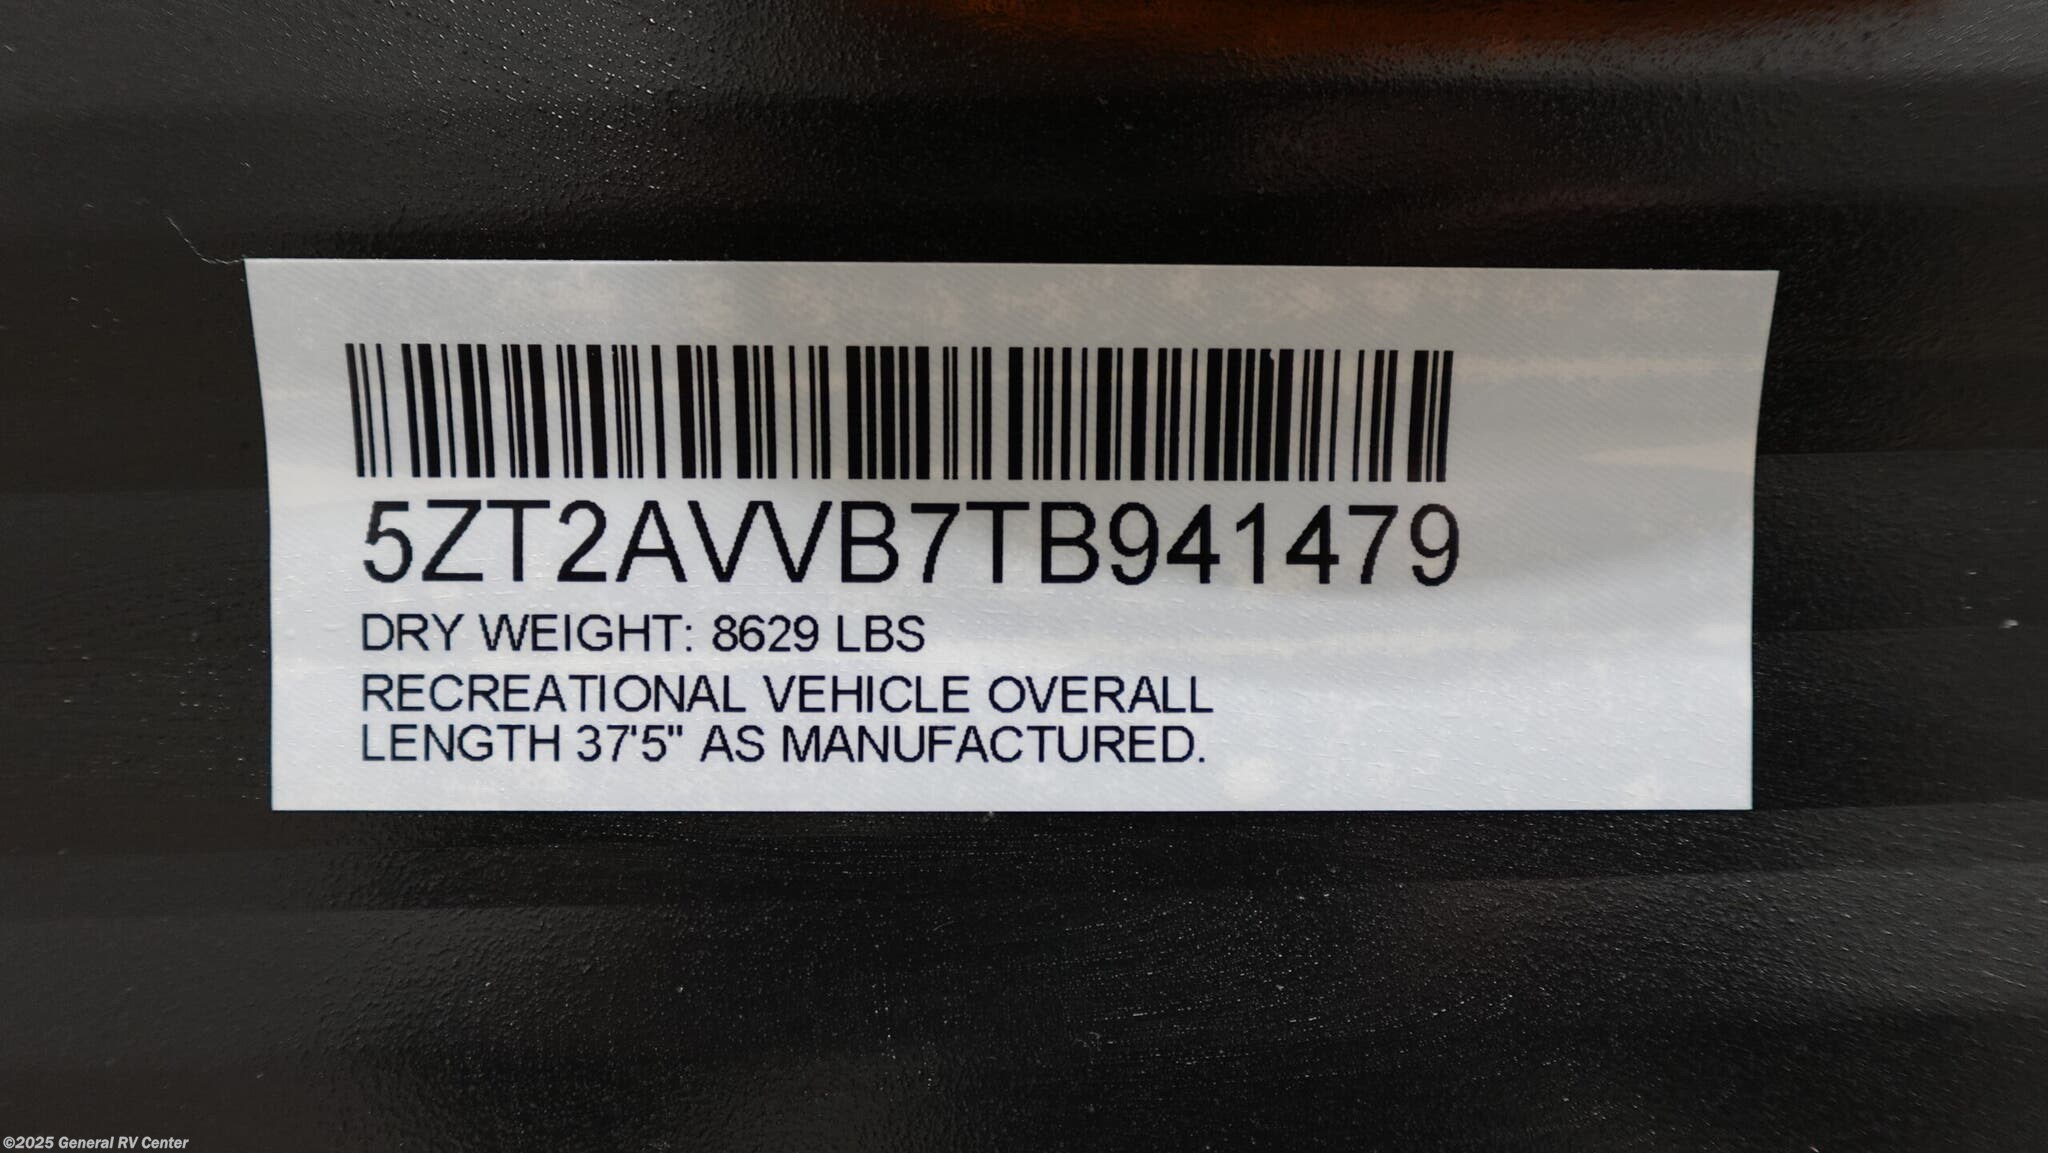 5ZT2AVVB7TB941479
DRY WEIGHT: 8629 LBS
RECREATIONAL VEHICLE OVERALL
LENGTH 37'5" AS MANUFACTURED.
©2025 General RV Center